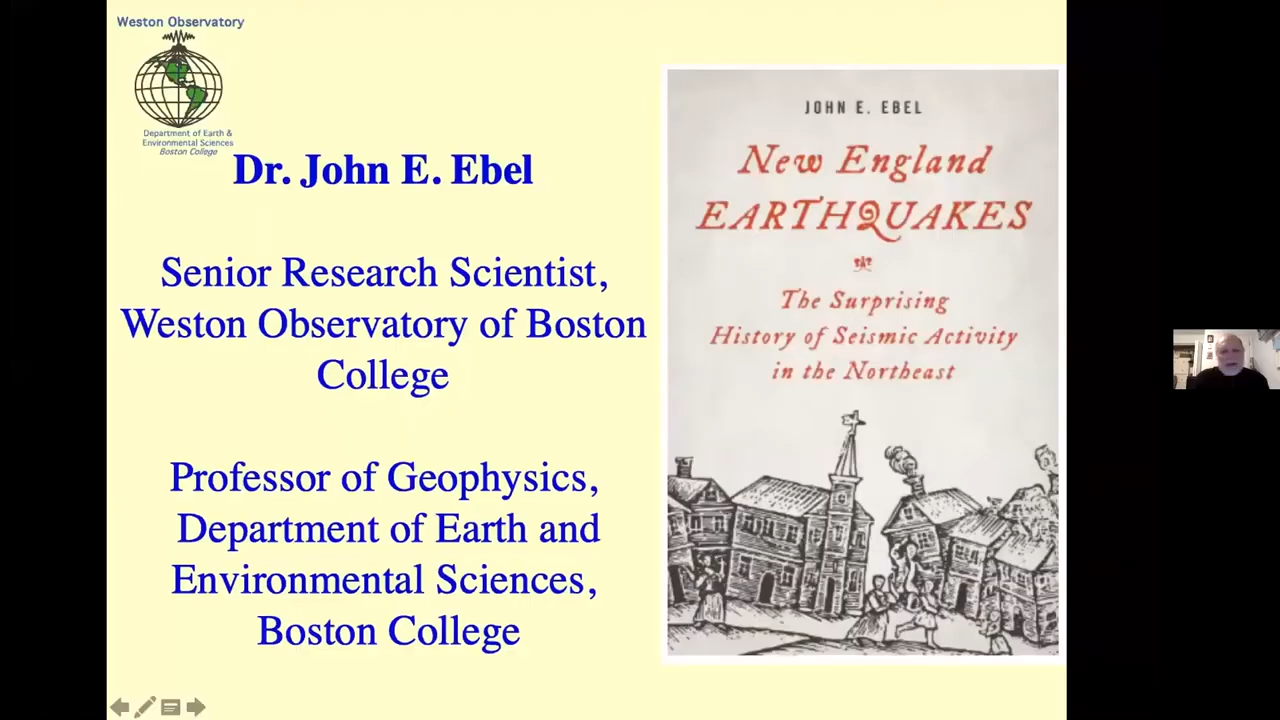 Weston Observatory
Department of Earth &
Environmental Sciences
Boston College
Dr. John E. Ebel
Senior Research Scientist,
Weston Observatory of Boston
College
Professor of Geophysics,
Department of Earth and
Environmental Sciences,
Boston College
JOHN E. EBEL
New England
EARTHQUAKES
The Surprising
History of Seismic Activity
in the Northeast